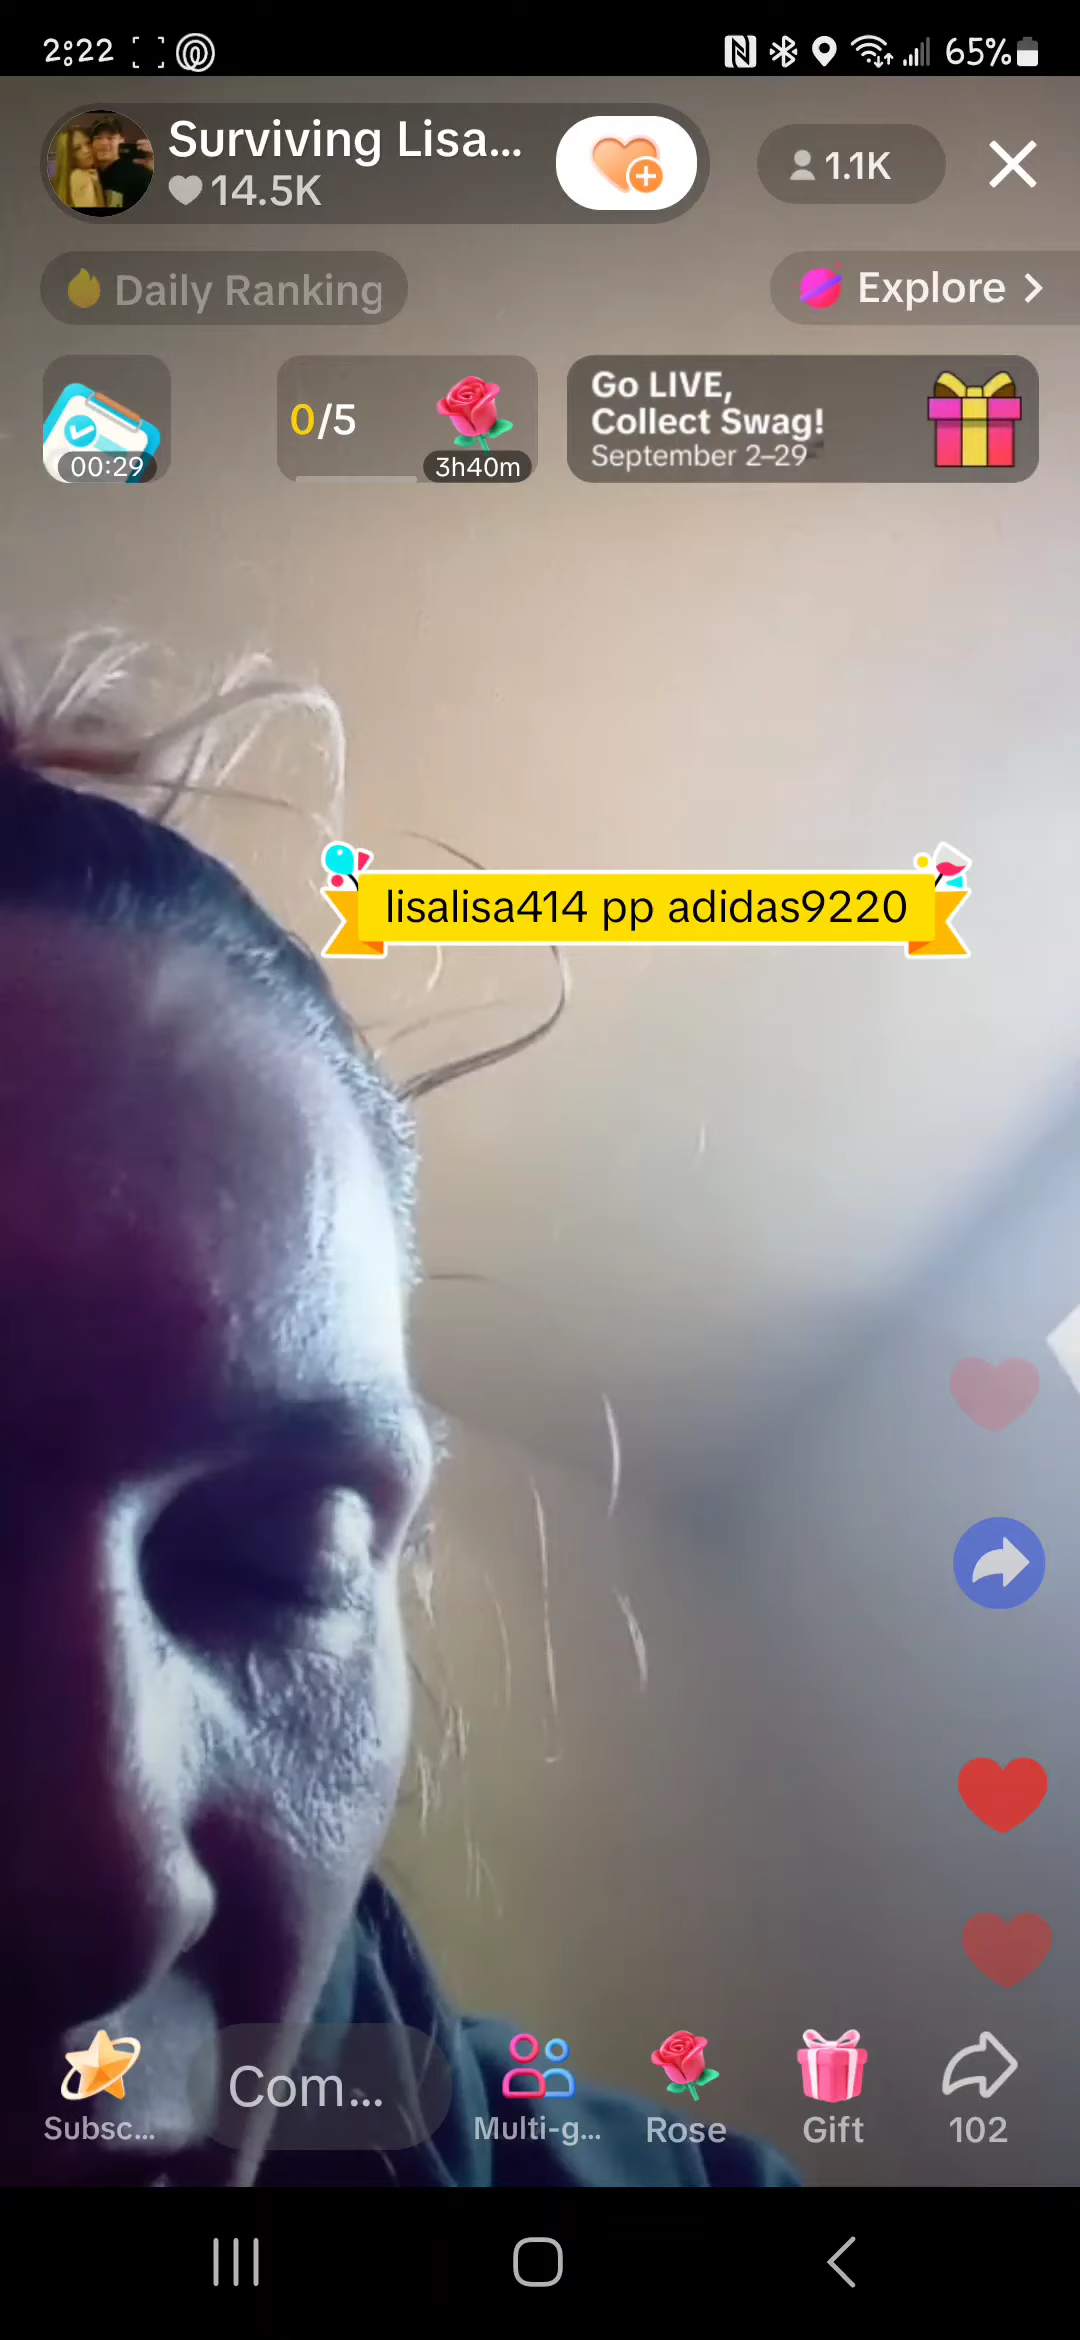 2:22
65%
Surviving Lisa...
14.5K
1.1K
Daily Ranking
Explore >
00:29
0/5
3h40m
Go LIVE,
Collect Swag!
September 2-29
lisalisa414 pp adidas9220
Subsc...
Com...
Multi-g...
Rose
Gift
102